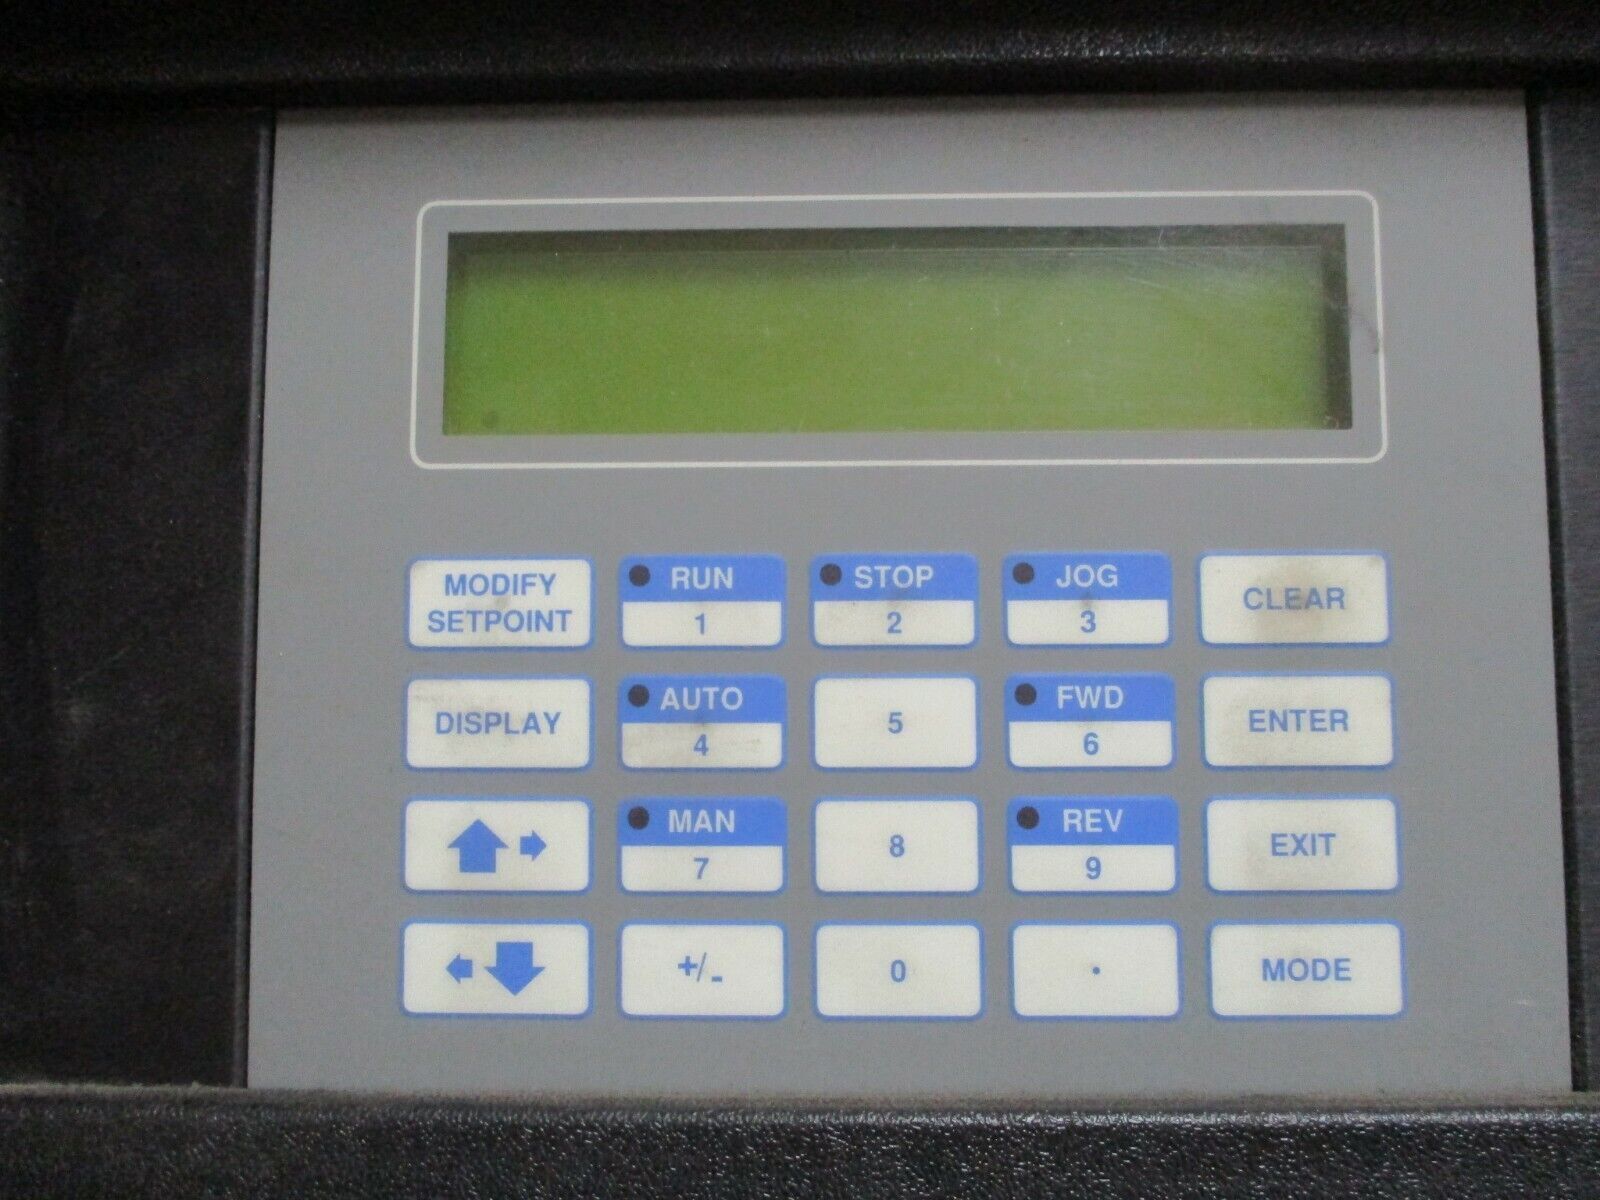 MODIFY
SETPOINT
RUN
1
STOP
2
JOG
3
CLEAR
DISPLAY
AUTO
4
5
FWD
6
ENTER
MAN
7
8
REV
9
EXIT
+/-
0
.
MODE